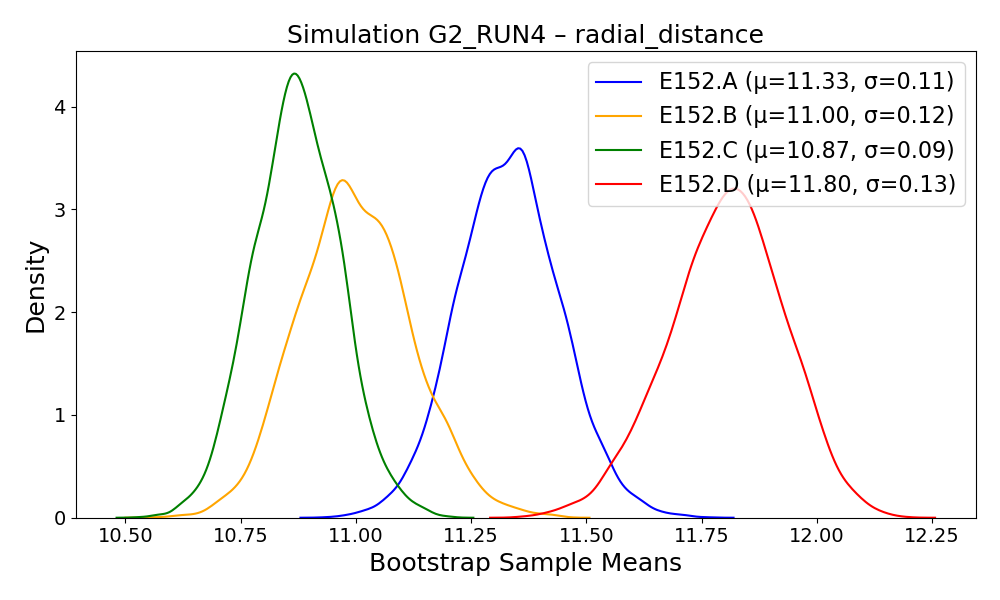 Simulation G2_RUN4 – radial_distance
E152.A (μ=11.33, σ=0.11)
E152.B (μ=11.00, σ=0.12)
E152.C (μ=10.87, σ=0.09)
E152.D (μ=11.80, σ=0.13)
Density
4
3
2
1
0
10.50 10.75 11.00 11.25 11.50 11.75 12.00 12.25
Bootstrap Sample Means